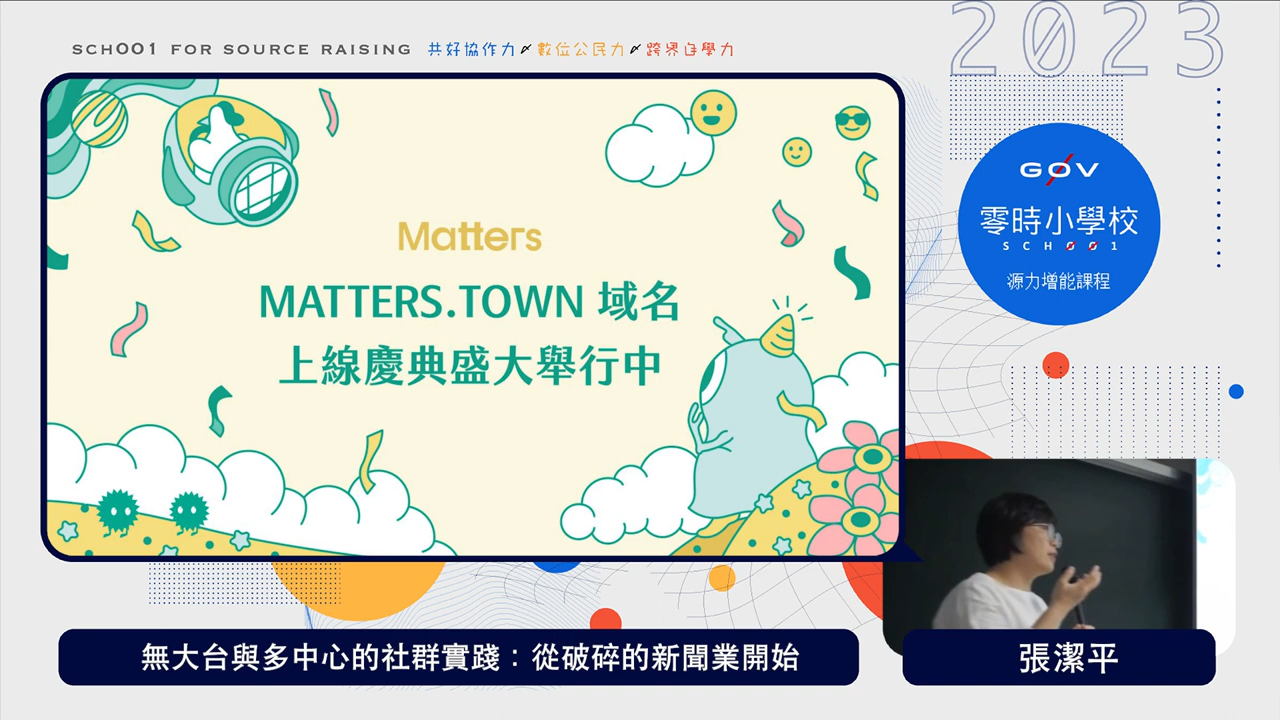 SCHOO1 FOR SOURCE RAISING 共好協作力 數位公民力 跨界自學力
2023
Matters
MATTERS.TOWN 域名
上線慶典盛大舉行中
GØV
零時小學校
SCHØØ1
源力增能課程
無大台與多中心的社群實踐：從破碎的新聞業開始
張潔平